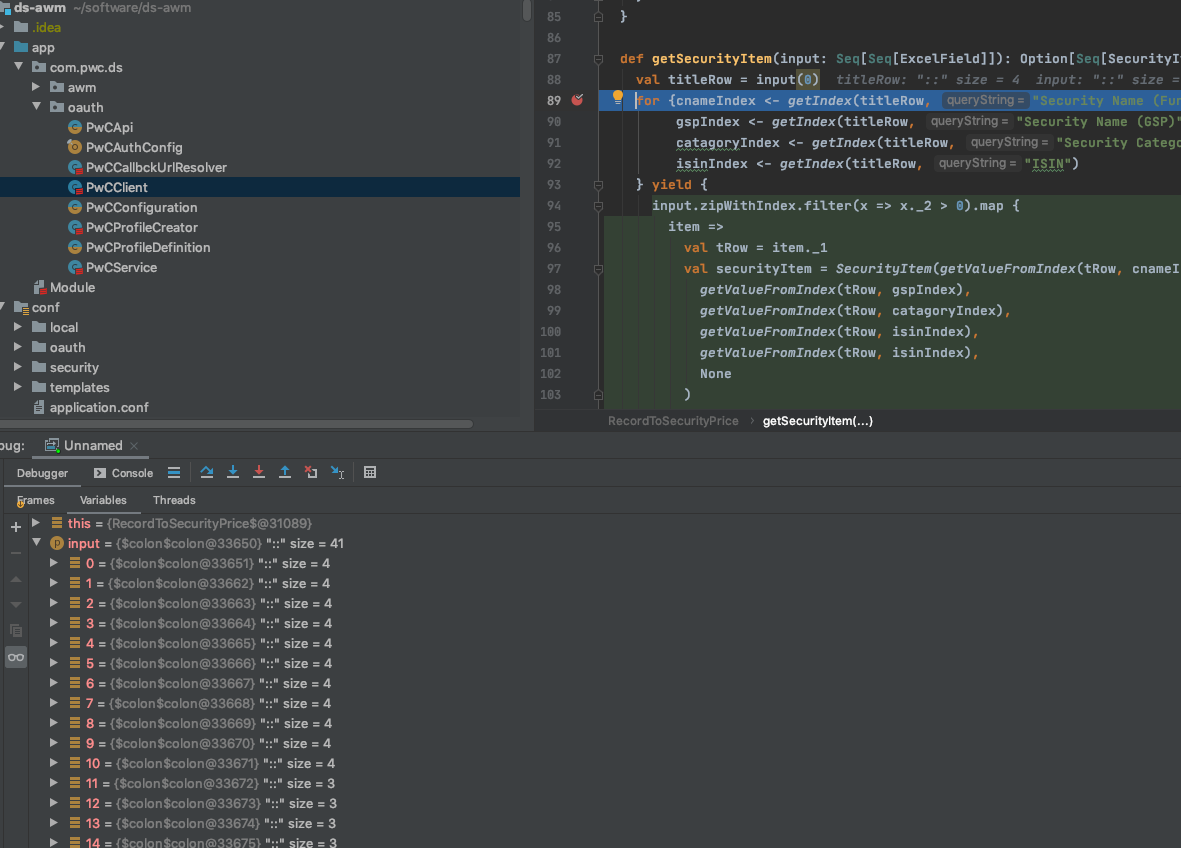 ds-awm ~/software/ds-awm
.idea
app
com.pwc.ds
awm
oauth
PwCApi
PwCAuthConfig
PwCCallbckUrlResolver
PwCClient
PwCConfiguration
PwCProfileCreator
PwCProfileDefinition
PwCService
Module
conf
local
oauth
security
templates
application.conf
85 }
86
87 def getSecurityItem(input: Seq[Seq[ExcelField]]): Option[Seq[SecurityI
88 val titleRow = input(0) titleRow: "::" size = 4 input: "::" size =
89 for {cnameIndex <- getIndex(titleRow, queryString = "Security Name (Fun
90 gspIndex <- getIndex(titleRow, queryString = "Security Name (GSP)"
91 catagoryIndex <- getIndex(titleRow, queryString = "Security Catego
92 isinIndex <- getIndex(titleRow, queryString = "ISIN")
93 } yield {
94 input.zipWithIndex.filter(x => x._2 > 0).map {
95 item =>
96 val tRow = item._1
97 val securityItem = SecurityItem(getValueFromIndex(tRow, cnameI
98 getValueFromIndex(tRow, gspIndex),
99 getValueFromIndex(tRow, catagoryIndex),
100 getValueFromIndex(tRow, isinIndex),
101 getValueFromIndex(tRow, isinIndex),
102 None
103 )
RecordToSecurityPrice > getSecurityItem(...)
bug: Unnamed ×
Debugger Console
Frames Variables Threads
this = {RecordToSecurityPrice$@31089}
input = {$colon$colon@33650} "::" size = 41
0 = {$colon$colon@33651} "::" size = 4
1 = {$colon$colon@33662} "::" size = 4
2 = {$colon$colon@33663} "::" size = 4
3 = {$colon$colon@33664} "::" size = 4
4 = {$colon$colon@33665} "::" size = 4
5 = {$colon$colon@33666} "::" size = 4
6 = {$colon$colon@33667} "::" size = 4
7 = {$colon$colon@33668} "::" size = 4
8 = {$colon$colon@33669} "::" size = 4
9 = {$colon$colon@33670} "::" size = 4
10 = {$colon$colon@33671} "::" size = 4
11 = {$colon$colon@33672} "::" size = 3
12 = {$colon$colon@33673} "::" size = 3
13 = {$colon$colon@33674} "::" size = 3
14 = {$colon$colon@33675} "::" size = 3